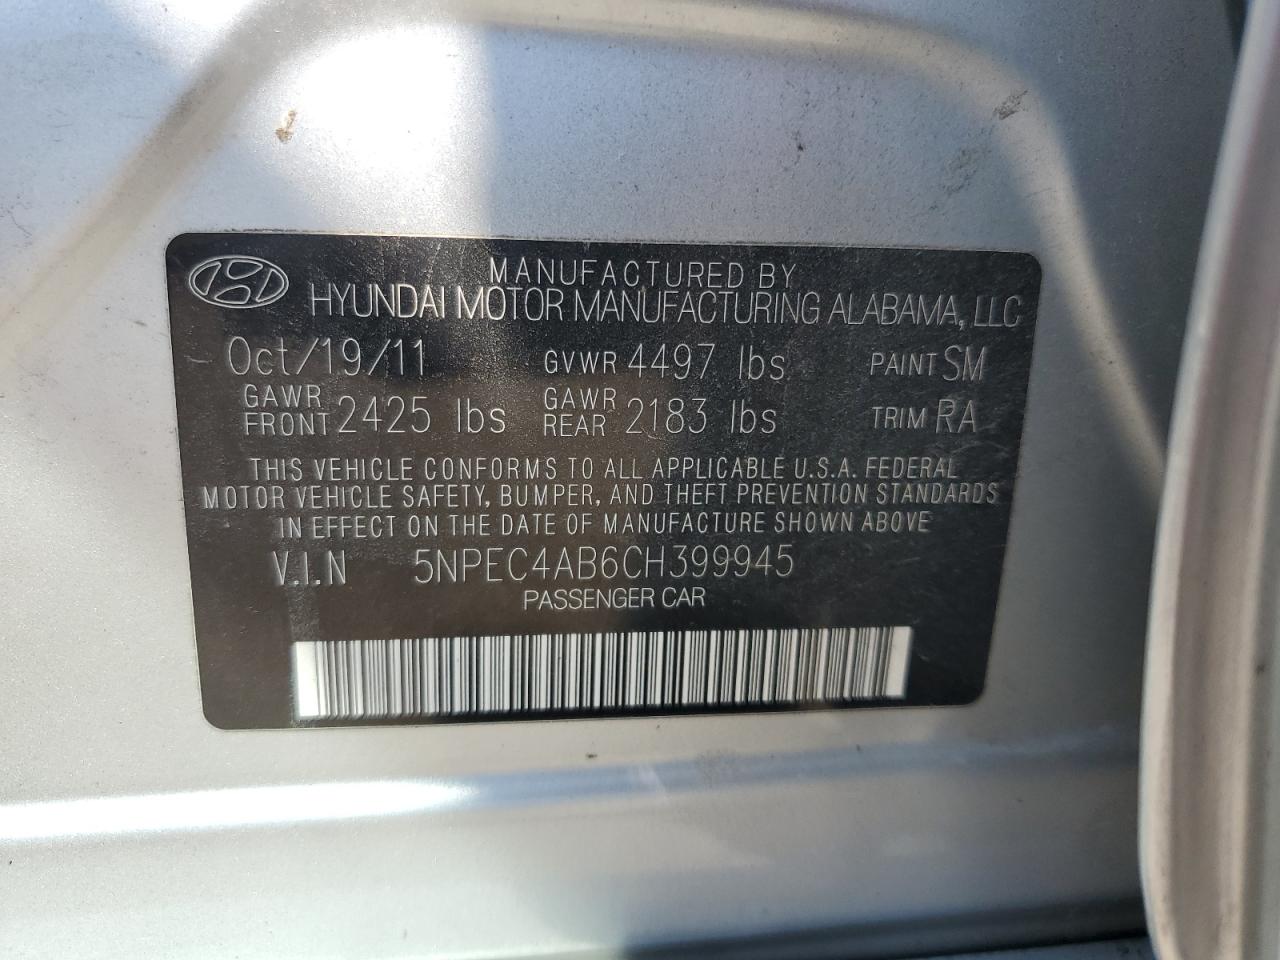 MANUFACTURED BY
HYUNDAI MOTOR MANUFACTURING ALABAMA, LLC
Oct/19/11 GVWR 4497 lbs PAINT SM
GAWR FRONT 2425 lbs GAWR REAR 2183 lbs TRIM RA
THIS VEHICLE CONFORMS TO ALL APPLICABLE U.S.A. FEDERAL
MOTOR VEHICLE SAFETY, BUMPER, AND THEFT PREVENTION STANDARDS
IN EFFECT ON THE DATE OF MANUFACTURE SHOWN ABOVE
V.I.N 5NPEC4AB6CH399945
PASSENGER CAR